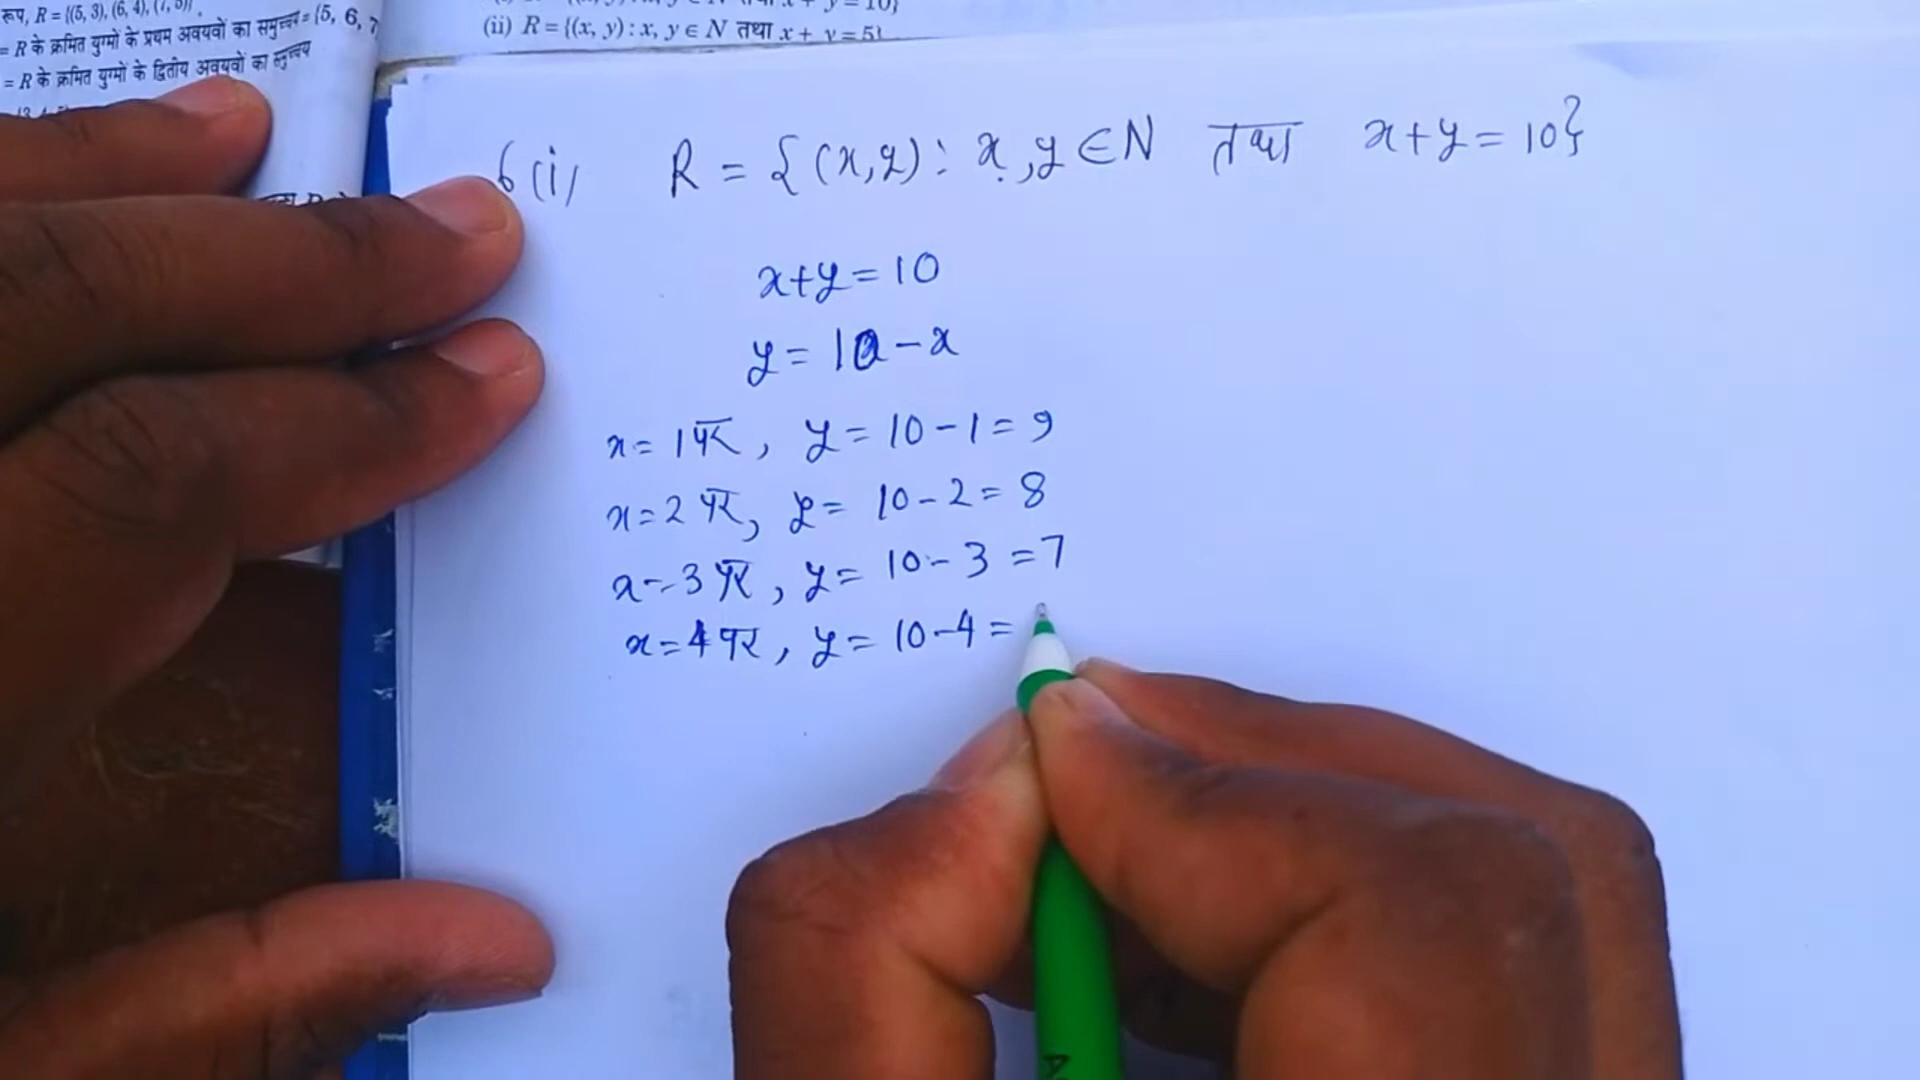 रूप, R = {(5, 3), (6, 4), (7, 5)}.
= R के क्रमित युग्मों के प्रथम अवयवों का समुच्चय = {5, 6, 7
= R के क्रमित युग्मों के द्वितीय अवयवों का समुच्चय
(ii) R = {(x, y) : x, y ∈ N तथा x + y = 5}
6 (i) R = {(x,y) : x,y ∈ N तथा x+y = 10}
x+y = 10
y = 10 - x
x = 1 पर, y = 10 - 1 = 9
x = 2 पर, y = 10 - 2 = 8
x = 3 पर, y = 10 - 3 = 7
x = 4 पर, y = 10 - 4 =